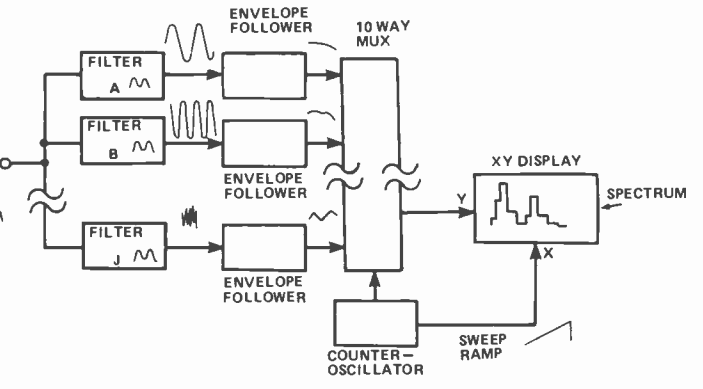 ENVELOPE
FOLLOWER
10 WAY
MUX
FILTER
A
FILTER
B
ENVELOPE
FOLLOWER
XY DISPLAY
Y
SPECTRUM
FILTER
J
X
ENVELOPE
FOLLOWER
SWEEP
RAMP
COUNTER—
OSCILLATOR